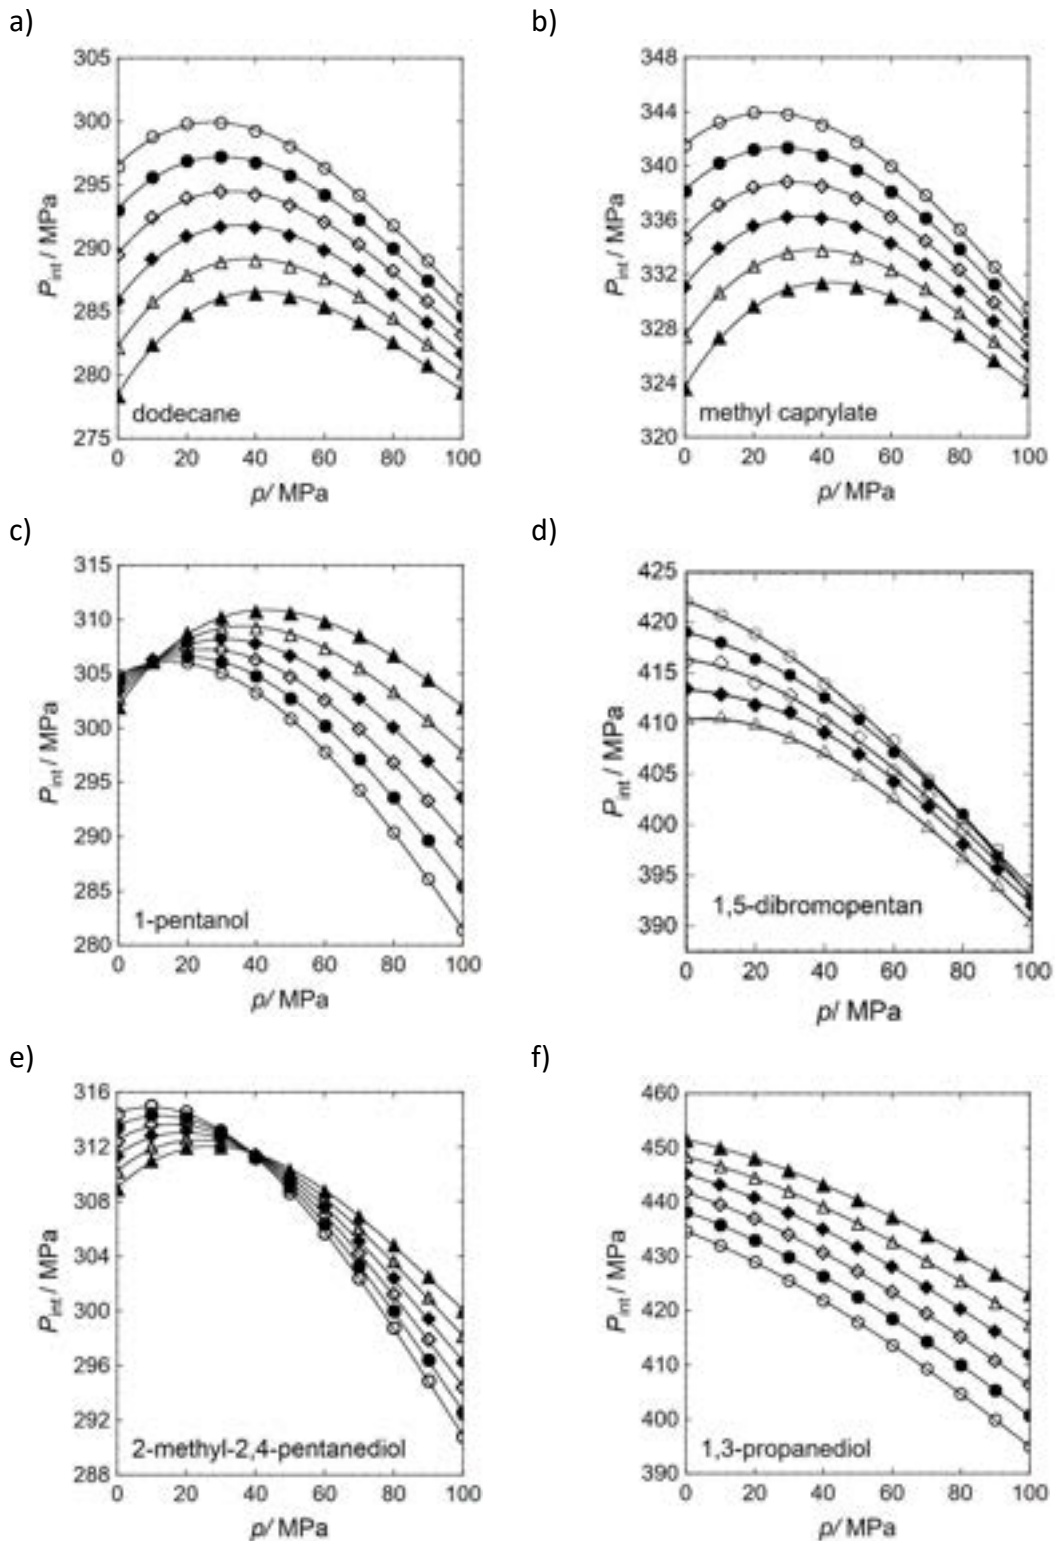 a)
305
300
295
290
285
280
275
P_int / MPa
dodecane
0 20 40 60 80 100
p/ MPa
b)
348
344
340
336
332
328
324
320
P_int / MPa
methyl caprylate
0 20 40 60 80 100
p/ MPa
c)
315
310
305
300
295
290
285
280
P_int / MPa
1-pentanol
0 20 40 60 80 100
p/ MPa
d)
425
420
415
410
405
400
395
390
P_int / MPa
1,5-dibromopentan
0 20 40 60 80 100
p/ MPa
e)
316
312
308
304
300
296
292
288
P_int / MPa
2-methyl-2,4-pentanediol
0 20 40 60 80 100
p/ MPa
f)
460
450
440
430
420
410
400
390
P_int / MPa
1,3-propanediol
0 20 40 60 80 100
p/ MPa